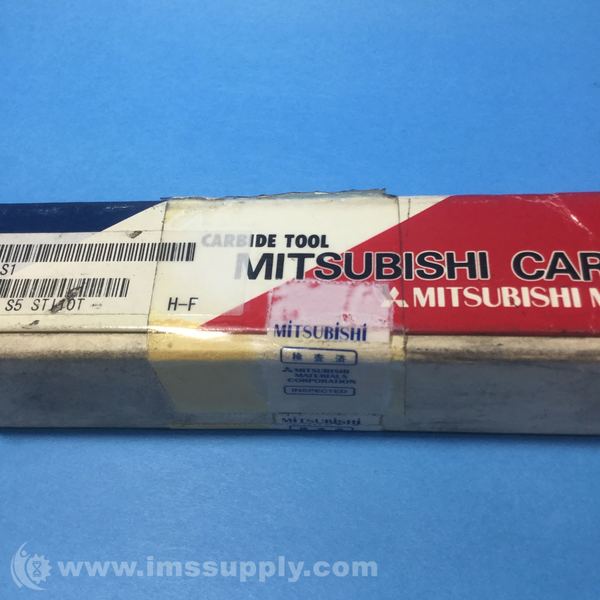 CARBIDE TOOL
MITSUBISHI CAR
MITSUBISHI M
S1
S5 STI10T
H-F
MITSUBISHI
検査済
MITSUBISHI
MATERIALS
CORPORATION
INSPECTED
MITSUBISHI
www.imssupply.com